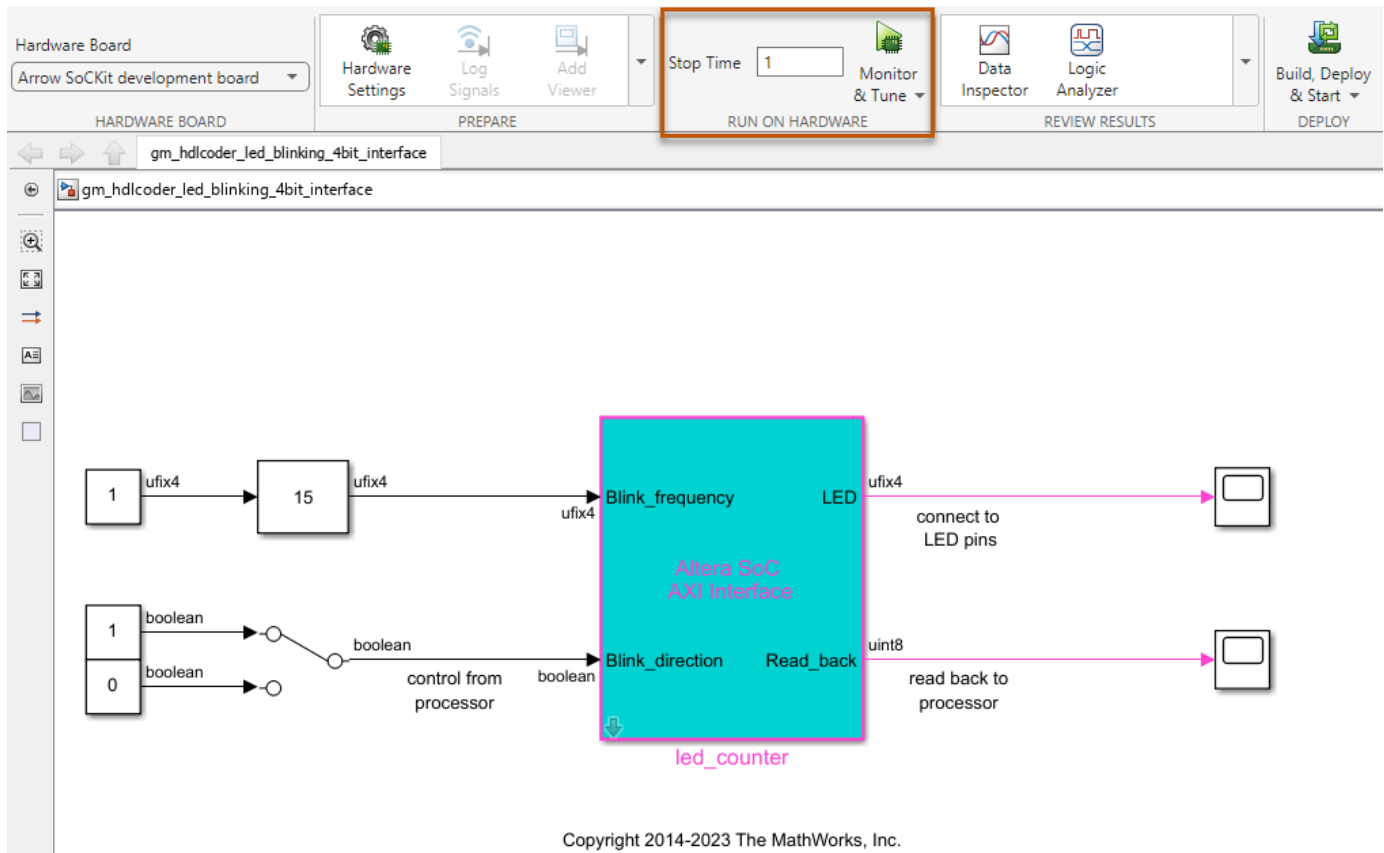 Hardware Board
Arrow SoCKit development board
Hardware
Settings
Log
Signals
Add
Viewer
Stop Time
1
Monitor
& Tune
Data
Inspector
Logic
Analyzer
Build, Deploy
& Start
HARDWARE BOARD
PREPARE
RUN ON HARDWARE
REVIEW RESULTS
DEPLOY
gm_hdlcoder_led_blinking_4bit_interface
gm_hdlcoder_led_blinking_4bit_interface
A
1
ufix4
15
ufix4
ufix4
Blink_frequency
LED
ufix4
connect to
LED pins
Altera SoC
AXI Interface
1
boolean
0
boolean
boolean
control from
processor
boolean
Blink_direction
Read_back
uint8
read back to
processor
led_counter
Copyright 2014-2023 The MathWorks, Inc.